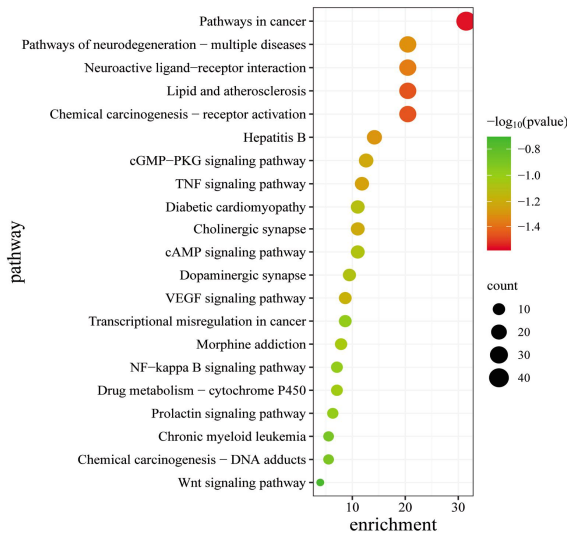 Pathways in cancer
Pathways of neurodegeneration − multiple diseases
Neuroactive ligand−receptor interaction
Lipid and atherosclerosis
Chemical carcinogenesis − receptor activation
Hepatitis B
cGMP−PKG signaling pathway
TNF signaling pathway
Diabetic cardiomyopathy
Cholinergic synapse
cAMP signaling pathway
Dopaminergic synapse
VEGF signaling pathway
Transcriptional misregulation in cancer
Morphine addiction
NF−kappa B signaling pathway
Drug metabolism − cytochrome P450
Prolactin signaling pathway
Chronic myeloid leukemia
Chemical carcinogenesis − DNA adducts
Wnt signaling pathway
pathway
10 20 30
enrichment
−log10(pvalue)
−0.8
−1.0
−1.2
−1.4
count
10
20
30
40